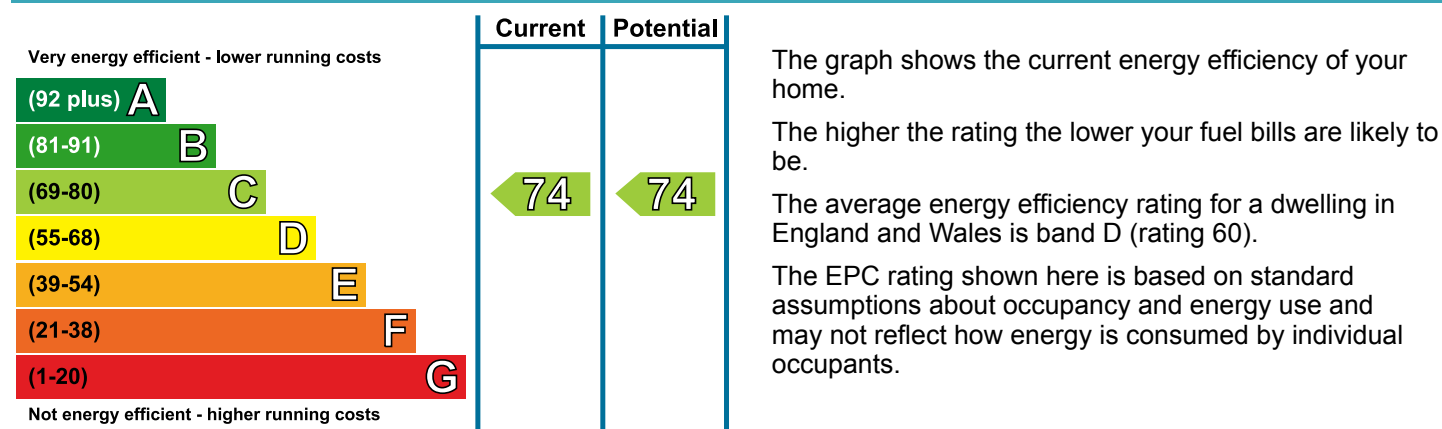 Current Potential
Very energy efficient - lower running costs
(92 plus) A
(81-91) B
(69-80) C
74 74
(55-68) D
(39-54) E
(21-38) F
(1-20) G
Not energy efficient - higher running costs
The graph shows the current energy efficiency of your
home.
The higher the rating the lower your fuel bills are likely to
be.
The average energy efficiency rating for a dwelling in
England and Wales is band D (rating 60).
The EPC rating shown here is based on standard
assumptions about occupancy and energy use and
may not reflect how energy is consumed by individual
occupants.